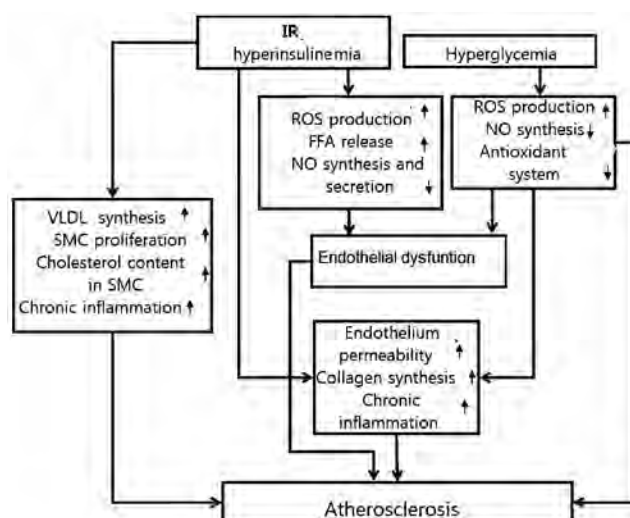 IR
hyperinsulinemia
Hyperglycemia
ROS production ↑
FFA release ↑
NO synthesis and
secretion ↓
ROS production ↑
NO synthesis ↓
Antioxidant
system ↓
VLDL synthesis ↑
SMC proliferation ↑
Cholesterol content
in SMC ↑
Chronic inflammation ↑
Endothelial dysfuntion
Endothelium
permeability ↑
Collagen synthesis ↑
Chronic
inflammation ↑
Atherosclerosis